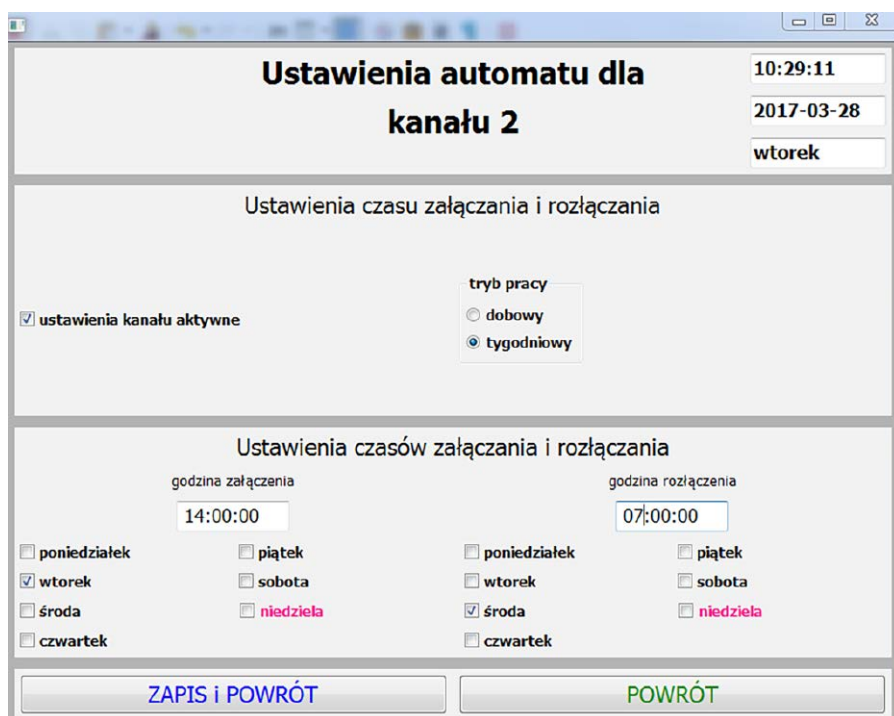 Ustawienia automatu dla
kanału 2
10:29:11
2017-03-28
wtorek
Ustawienia czasu załączania i rozłączania
ustawienia kanału aktywne
tryb pracy
dobowy
tygodniowy
Ustawienia czasów załączania i rozłączania
godzina załączenia
14:00:00
poniedziałek
wtorek
środa
czwartek
piątek
sobota
niedziela
godzina rozłączenia
07:00:00
poniedziałek
wtorek
środa
czwartek
piątek
sobota
niedziela
ZAPIS i POWRÓT
POWRÓT